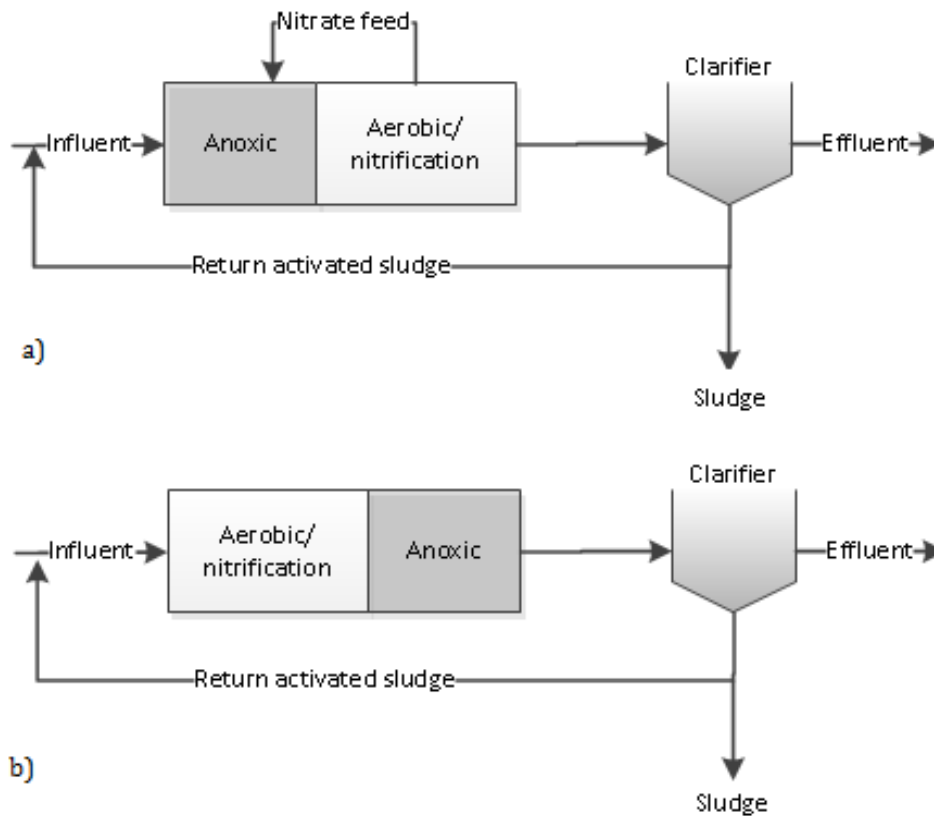 Nitrate feed
Clarifier
Influent
Anoxic
Aerobic/
nitrification
Effluent
Return activated sludge
a)
Sludge
Clarifier
Influent
Aerobic/
nitrification
Anoxic
Effluent
Return activated sludge
b)
Sludge